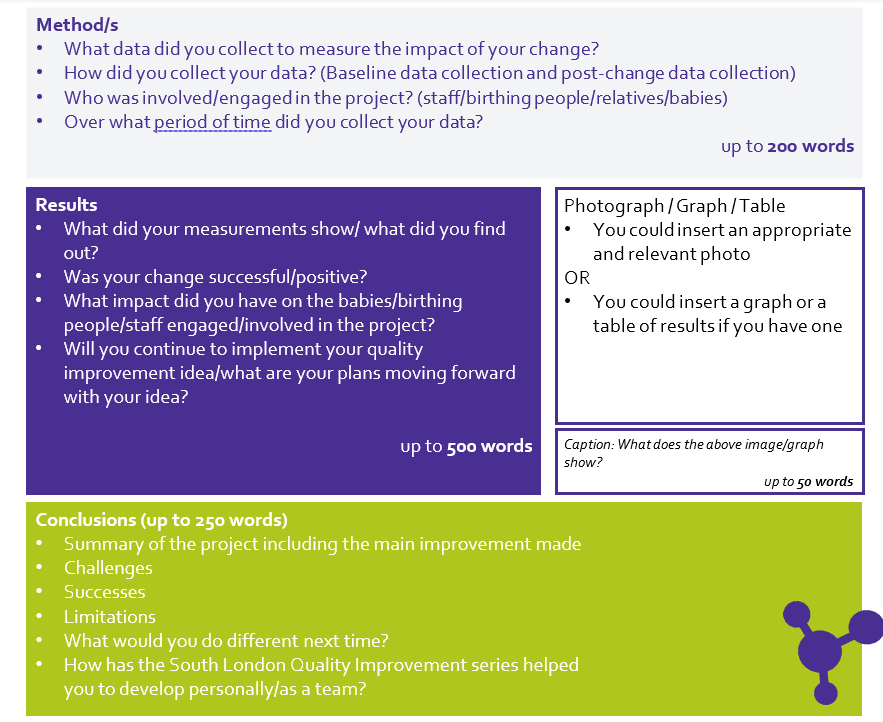 Method/s
• What data did you collect to measure the impact of your change?
• How did you collect your data? (Baseline data collection and post-change data collection)
• Who was involved/engaged in the project? (staff/birthing people/relatives/babies)
• Over what period of time did you collect your data?
up to 200 words
Results
• What did your measurements show/ what did you find
out?
• Was your change successful/positive?
• What impact did you have on the babies/birthing
people/staff engaged/involved in the project?
• Will you continue to implement your quality
improvement idea/what are your plans moving forward
with your idea?
up to 500 words
Photograph / Graph / Table
• You could insert an appropriate
and relevant photo
OR
• You could insert a graph or a
table of results if you have one
Caption: What does the above image/graph
show?
up to 50 words
Conclusions (up to 250 words)
• Summary of the project including the main improvement made
• Challenges
• Successes
• Limitations
• What would you do different next time?
• How has the South London Quality Improvement series helped
you to develop personally/as a team?